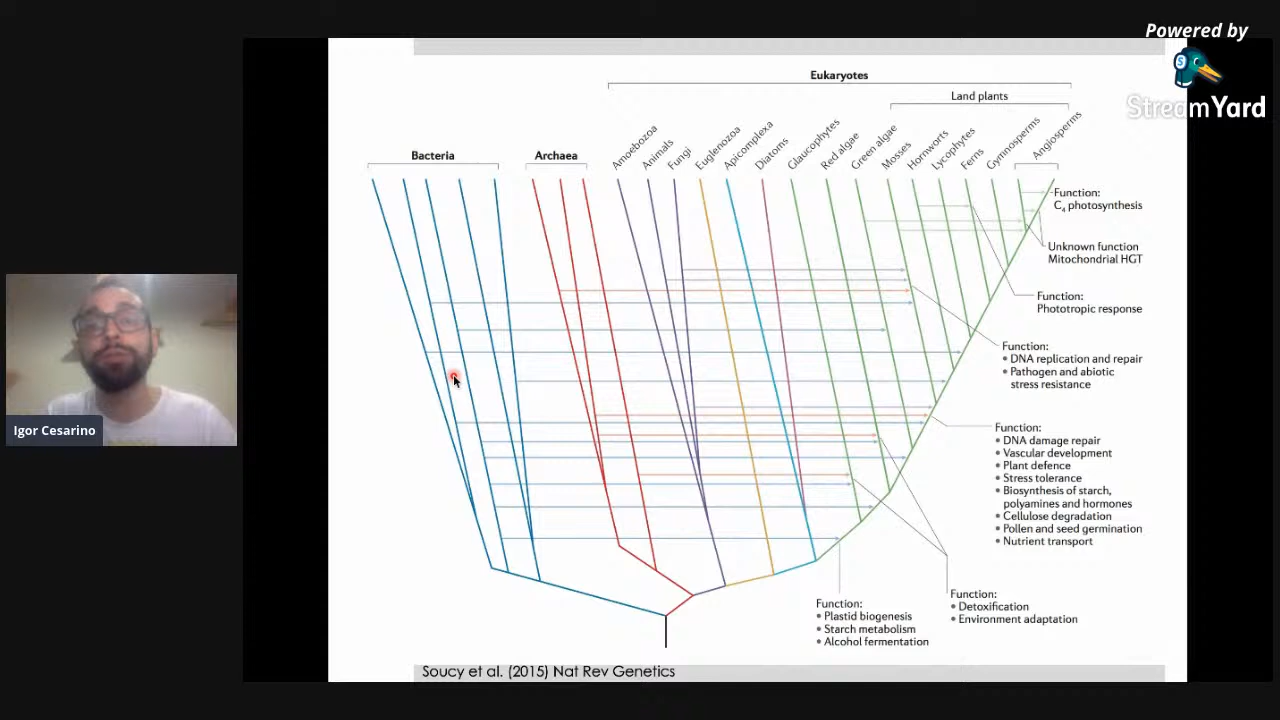 Powered by
StreamYard
Eukaryotes
Land plants
Bacteria
Archaea
Amoebozoa
Animals
Fungi
Euglenozoa
Apicomplexa
Diatoms
Glaucophytes
Red algae
Green algae
Mosses
Hornworts
Lycophytes
Ferns
Gymnosperms
Angiosperms
Function:
C4 photosynthesis
Unknown function
Mitochondrial HGT
Function:
Phototropic response
Function:
• DNA replication and repair
• Pathogen and abiotic
stress resistance
Function:
• DNA damage repair
• Vascular development
• Plant defence
• Stress tolerance
• Biosynthesis of starch,
polyamines and hormones
• Cellulose degradation
• Pollen and seed germination
• Nutrient transport
Function:
• Detoxification
• Environment adaptation
Function:
• Plastid biogenesis
• Starch metabolism
• Alcohol fermentation
Igor Cesarino
Soucy et al. (2015) Nat Rev Genetics